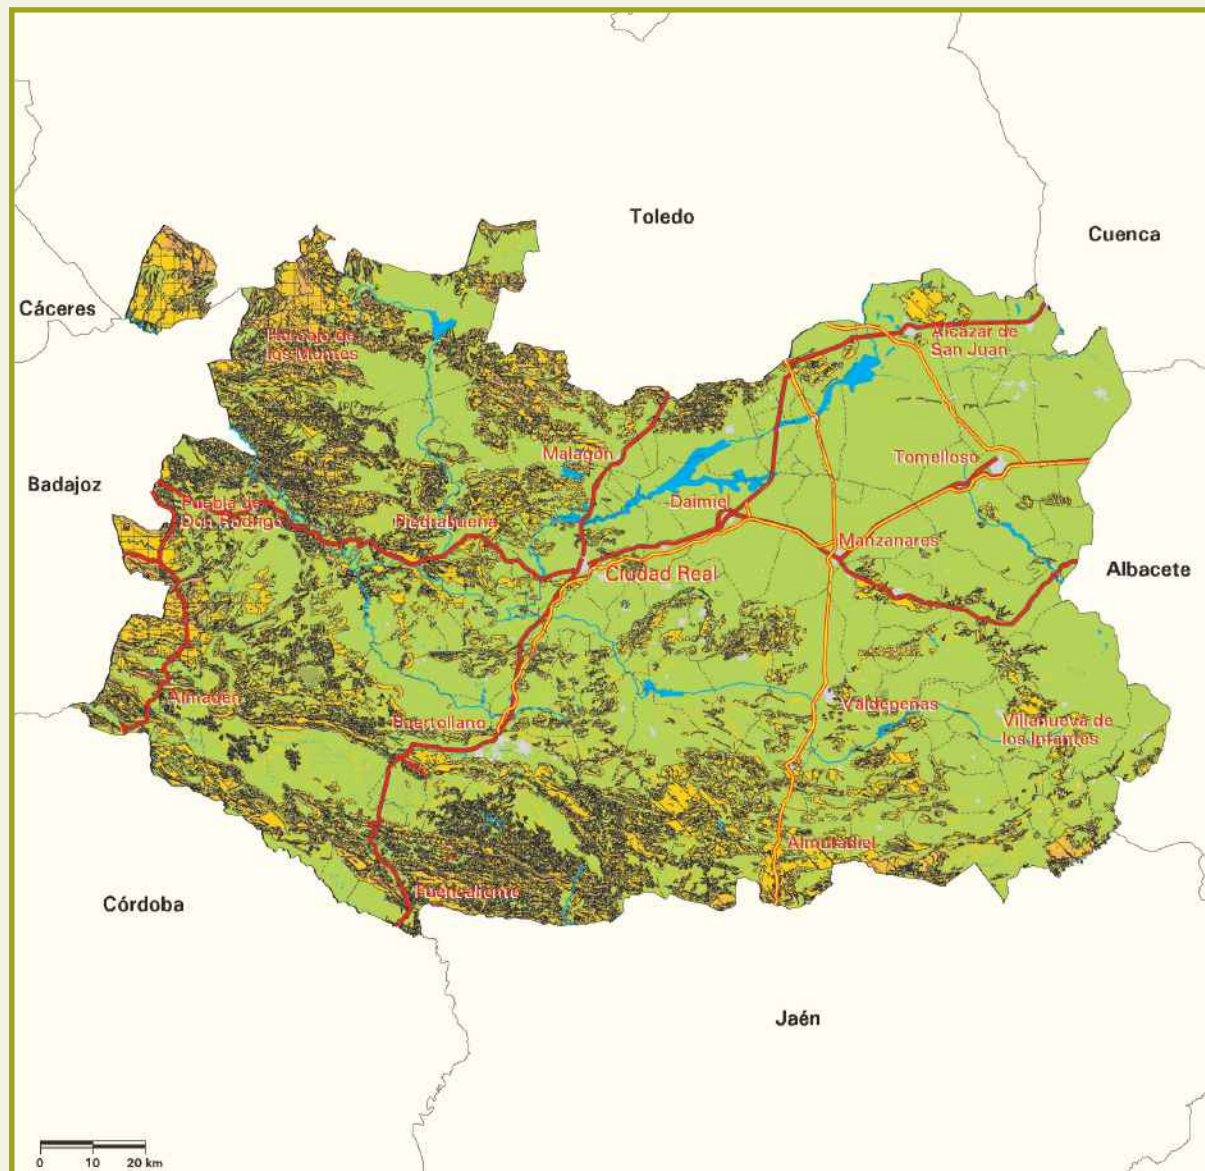 Toledo
Cuenca
Cáceres
Horcajo de
los Montes
Alcázar de
San Juan
Malagón
Tomelloso
Badajoz
Puebla de
Don Rodrigo
Piedrabuena
Daimiel
Manzanares
Ciudad Real
Albacete
Almadén
Puertollano
Valdepeñas
Villanueva de
los Infantes
Almuradiel
Fuencaliente
Córdoba
Jaén
0 10 20 km